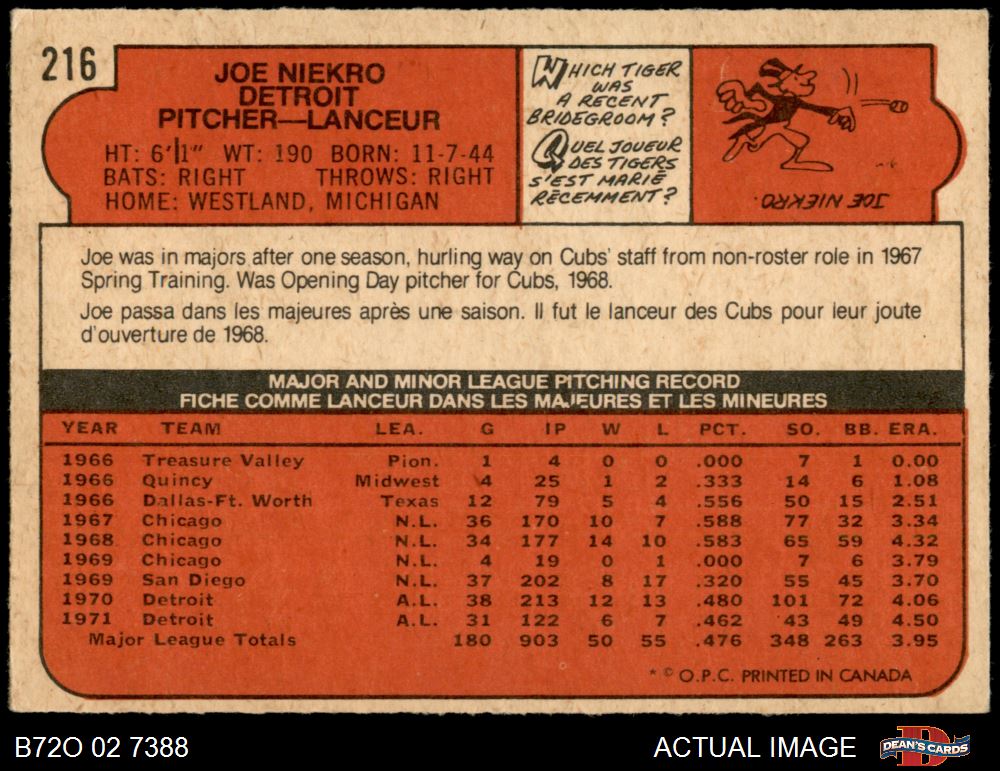 216
JOE NIEKRO
DETROIT
PITCHER—LANCEUR
HT: 6'1" WT: 190 BORN: 11-7-44
BATS: RIGHT THROWS: RIGHT
HOME: WESTLAND, MICHIGAN
WHICH TIGER
WAS
A RECENT
BRIDEGROOM?
QUEL JOUEUR
DES TIGERS
S'EST MARIÉ
RÉCEMMENT?
JOE NIEKRO
Joe was in majors after one season, hurling way on Cubs' staff from non-roster role in 1967
Spring Training. Was Opening Day pitcher for Cubs, 1968.
Joe passa dans les majeures après une saison. Il fut le lanceur des Cubs pour leur joute
d'ouverture de 1968.
MAJOR AND MINOR LEAGUE PITCHING RECORD
FICHE COMME LANCEUR DANS LES MAJEURES ET LES MINEURES
YEAR TEAM LEA. G IP W L PCT. SO. BB. ERA.
1966 Treasure Valley Pion. 1 4 0 0 .000 7 1 0.00
1966 Quincy Midwest 4 25 1 2 .333 14 6 1.08
1966 Dallas-Ft. Worth Texas 12 79 5 4 .556 50 15 2.51
1967 Chicago N.L. 36 170 10 7 .588 77 32 3.34
1968 Chicago N.L. 34 177 14 10 .583 65 59 4.32
1969 Chicago N.L. 4 19 0 1 .000 7 6 3.79
1969 San Diego N.L. 37 202 8 17 .320 55 45 3.70
1970 Detroit A.L. 38 213 12 13 .480 101 72 4.06
1971 Detroit A.L. 31 122 6 7 .462 43 49 4.50
Major League Totals 180 903 50 55 .476 348 263 3.95
* © O.P.C. PRINTED IN CANADA
B72O 02 7388 ACTUAL IMAGE DEAN'S CARDS